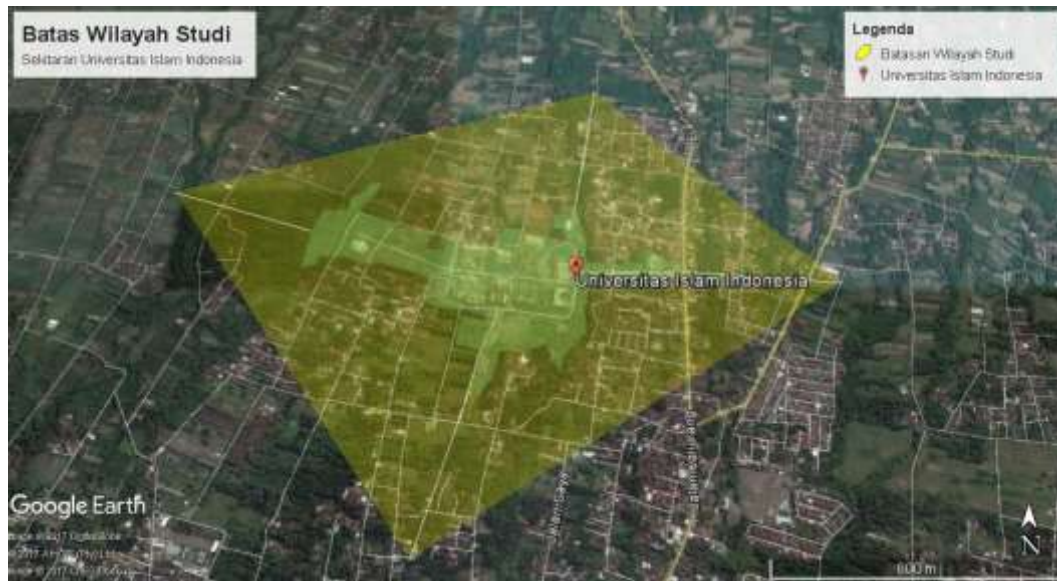 Batas Wilayah Studi
Sekitaran Universitas Islam Indonesia
Legenda
Batasan Wilayah Studi
Universitas Islam Indonesia
Universitas Islam Indonesia
Google Earth
N
800 m